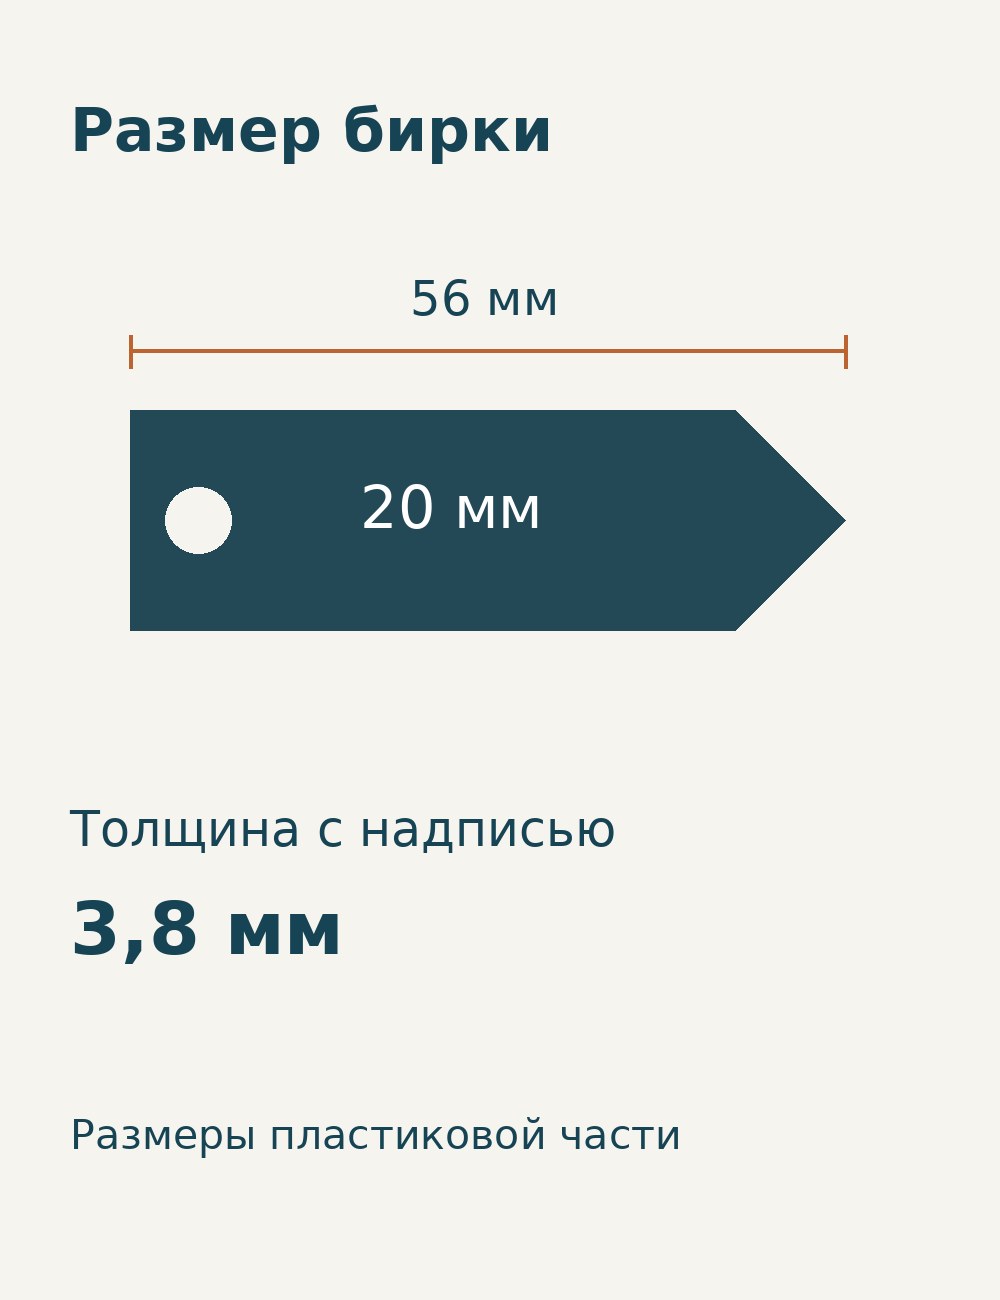 Размер бирки
56 мм
20 мм
Толщина с надписью
3,8 мм
Размеры пластиковой части